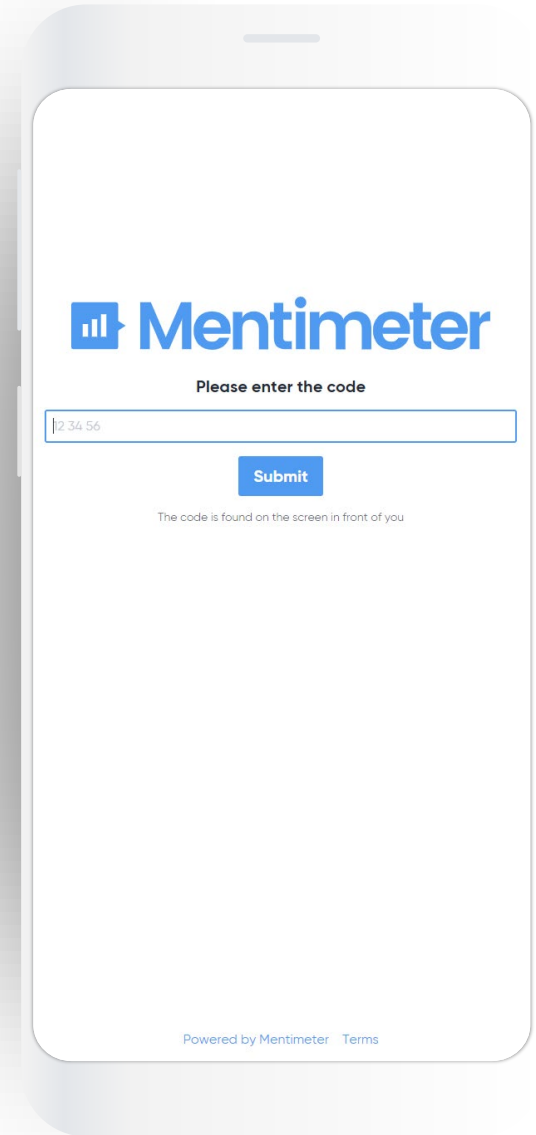 Mentimeter
Please enter the code
12 34 56
Submit
The code is found on the screen in front of you
Powered by Mentimeter Terms